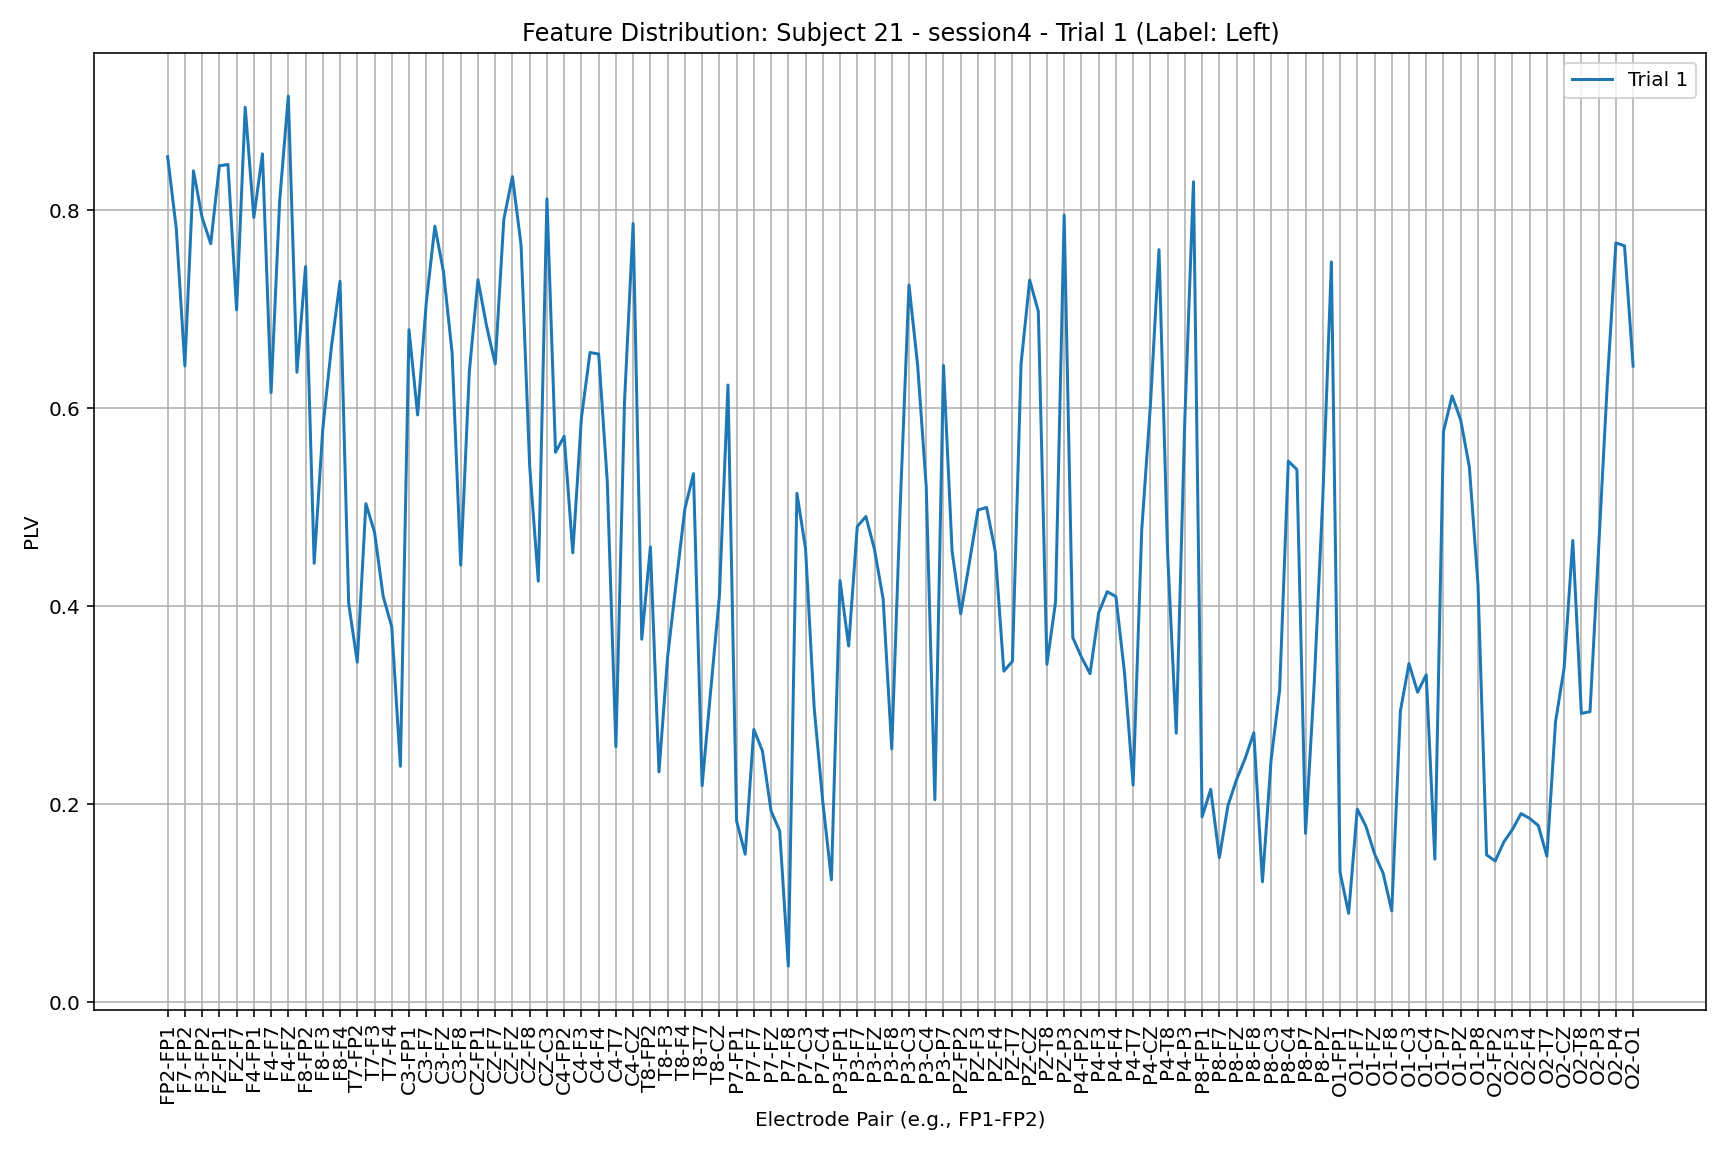 Feature Distribution: Subject 21 - session4 - Trial 1 (Label: Left)
Trial 1
PLV
0.8
0.6
0.4
0.2
0.0
FP2-FP1
F7-FP2
F3-FP2
FZ-FP1
FZ-F7
F4-FP1
F4-F7
F4-FZ
F8-FP2
F8-F3
F8-F4
T7-FP2
T7-F3
T7-F4
C3-FP1
C3-F7
C3-FZ
C3-F8
CZ-FP1
CZ-F7
CZ-FZ
CZ-F8
CZ-C3
C4-FP2
C4-F3
C4-F4
C4-T7
C4-CZ
T8-FP2
T8-F3
T8-F4
T8-T7
T8-CZ
P7-FP1
P7-F7
P7-FZ
P7-F8
P7-C3
P7-C4
P3-FP1
P3-F7
P3-FZ
P3-F8
P3-C3
P3-C4
P3-P7
PZ-FP2
PZ-F3
PZ-F4
PZ-T7
PZ-CZ
PZ-T8
PZ-P3
P4-FP2
P4-F3
P4-F4
P4-T7
P4-CZ
P4-T8
P4-P3
P8-FP1
P8-F7
P8-FZ
P8-F8
P8-C3
P8-C4
P8-P7
P8-PZ
O1-FP1
O1-F7
O1-FZ
O1-F8
O1-C3
O1-C4
O1-P7
O1-PZ
O1-P8
O2-FP2
O2-F3
O2-F4
O2-T7
O2-CZ
O2-T8
O2-P3
O2-P4
O2-O1
Electrode Pair (e.g., FP1-FP2)